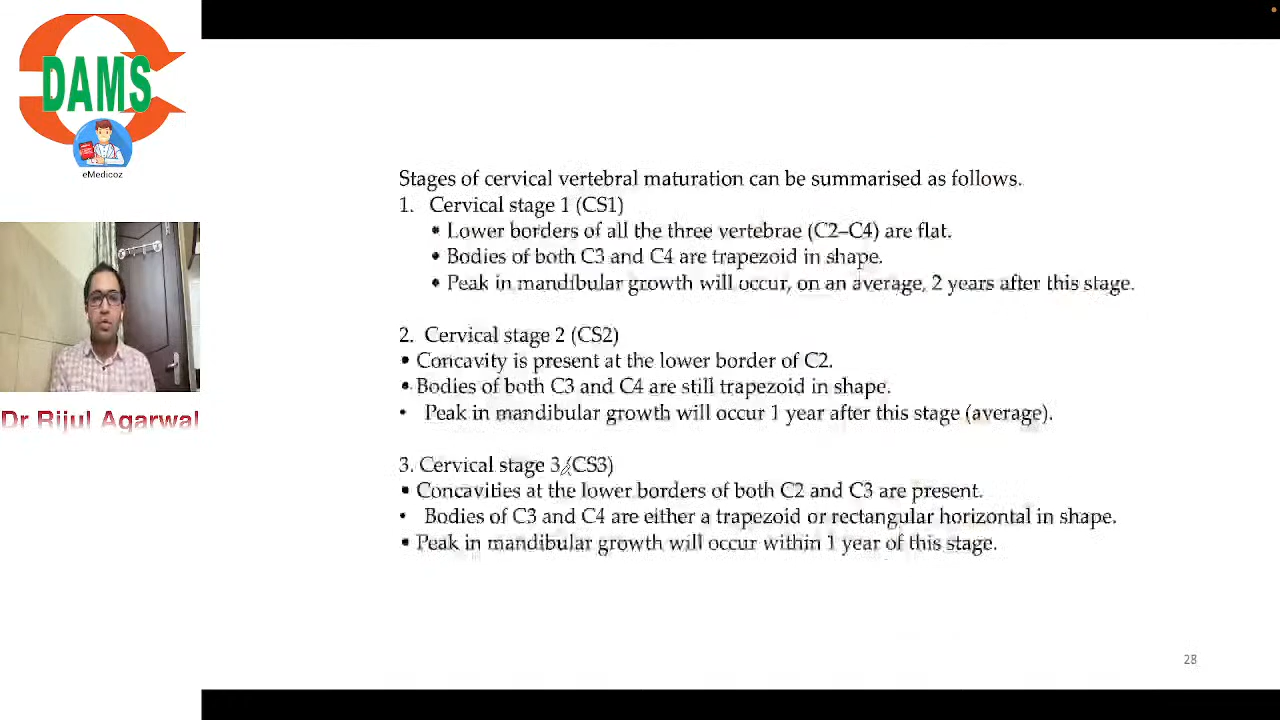 DAMS
eMedicoz
Dr Rijul Agarwal
Stages of cervical vertebral maturation can be summarised as follows.
1. Cervical stage 1 (CS1)
• Lower borders of all the three vertebrae (C2–C4) are flat.
• Bodies of both C3 and C4 are trapezoid in shape.
• Peak in mandibular growth will occur, on an average, 2 years after this stage.
2. Cervical stage 2 (CS2)
• Concavity is present at the lower border of C2.
• Bodies of both C3 and C4 are still trapezoid in shape.
• Peak in mandibular growth will occur 1 year after this stage (average).
3. Cervical stage 3 (CS3)
• Concavities at the lower borders of both C2 and C3 are present.
• Bodies of C3 and C4 are either a trapezoid or rectangular horizontal in shape.
• Peak in mandibular growth will occur within 1 year of this stage.
28